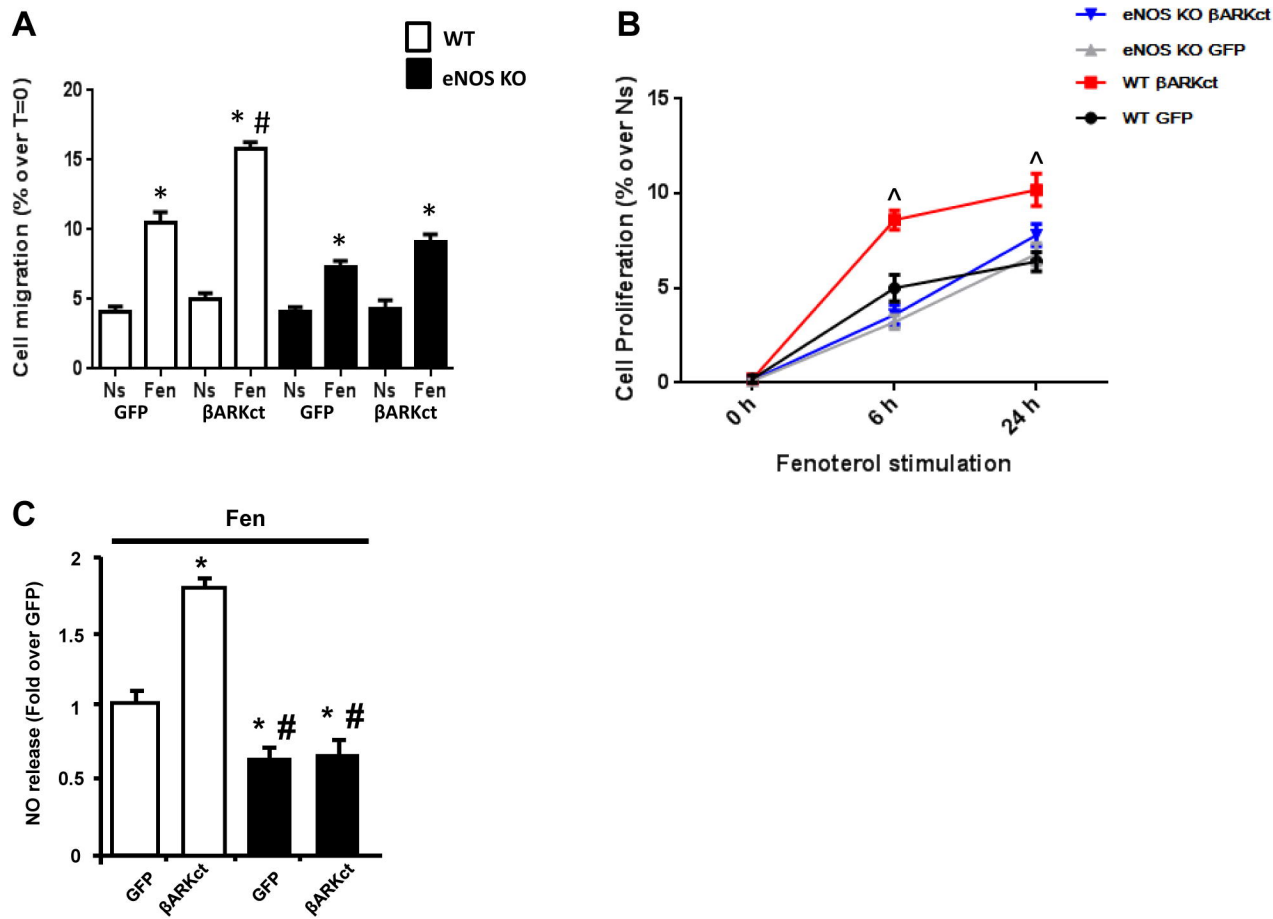 A
WT
eNOS KO
Cell migration (% over T=0)
20
15
10
5
0
*
* #
*
*
Ns Fen Ns Fen Ns Fen Ns Fen
GFP βARKct GFP βARKct
B
eNOS KO βARKct
eNOS KO GFP
WT βARKct
WT GFP
Cell Proliferation (% over Ns)
15
10
5
0
^
^
0 h
6 h
24 h
Fenoterol stimulation
C
Fen
NO release (Fold over GFP)
2
1.5
1
0.5
0
*
* #
* #
GFP
βARKct
GFP
βARKct